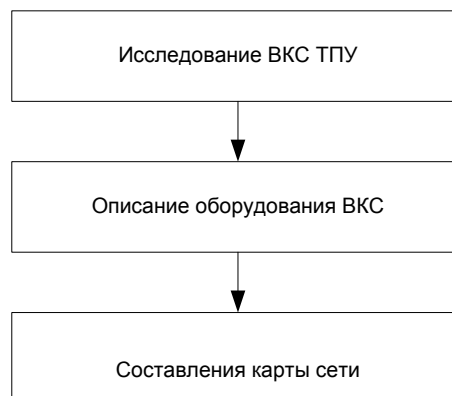 Исследование ВКС ТПУ
Описание оборудования ВКС
Составления карты сети